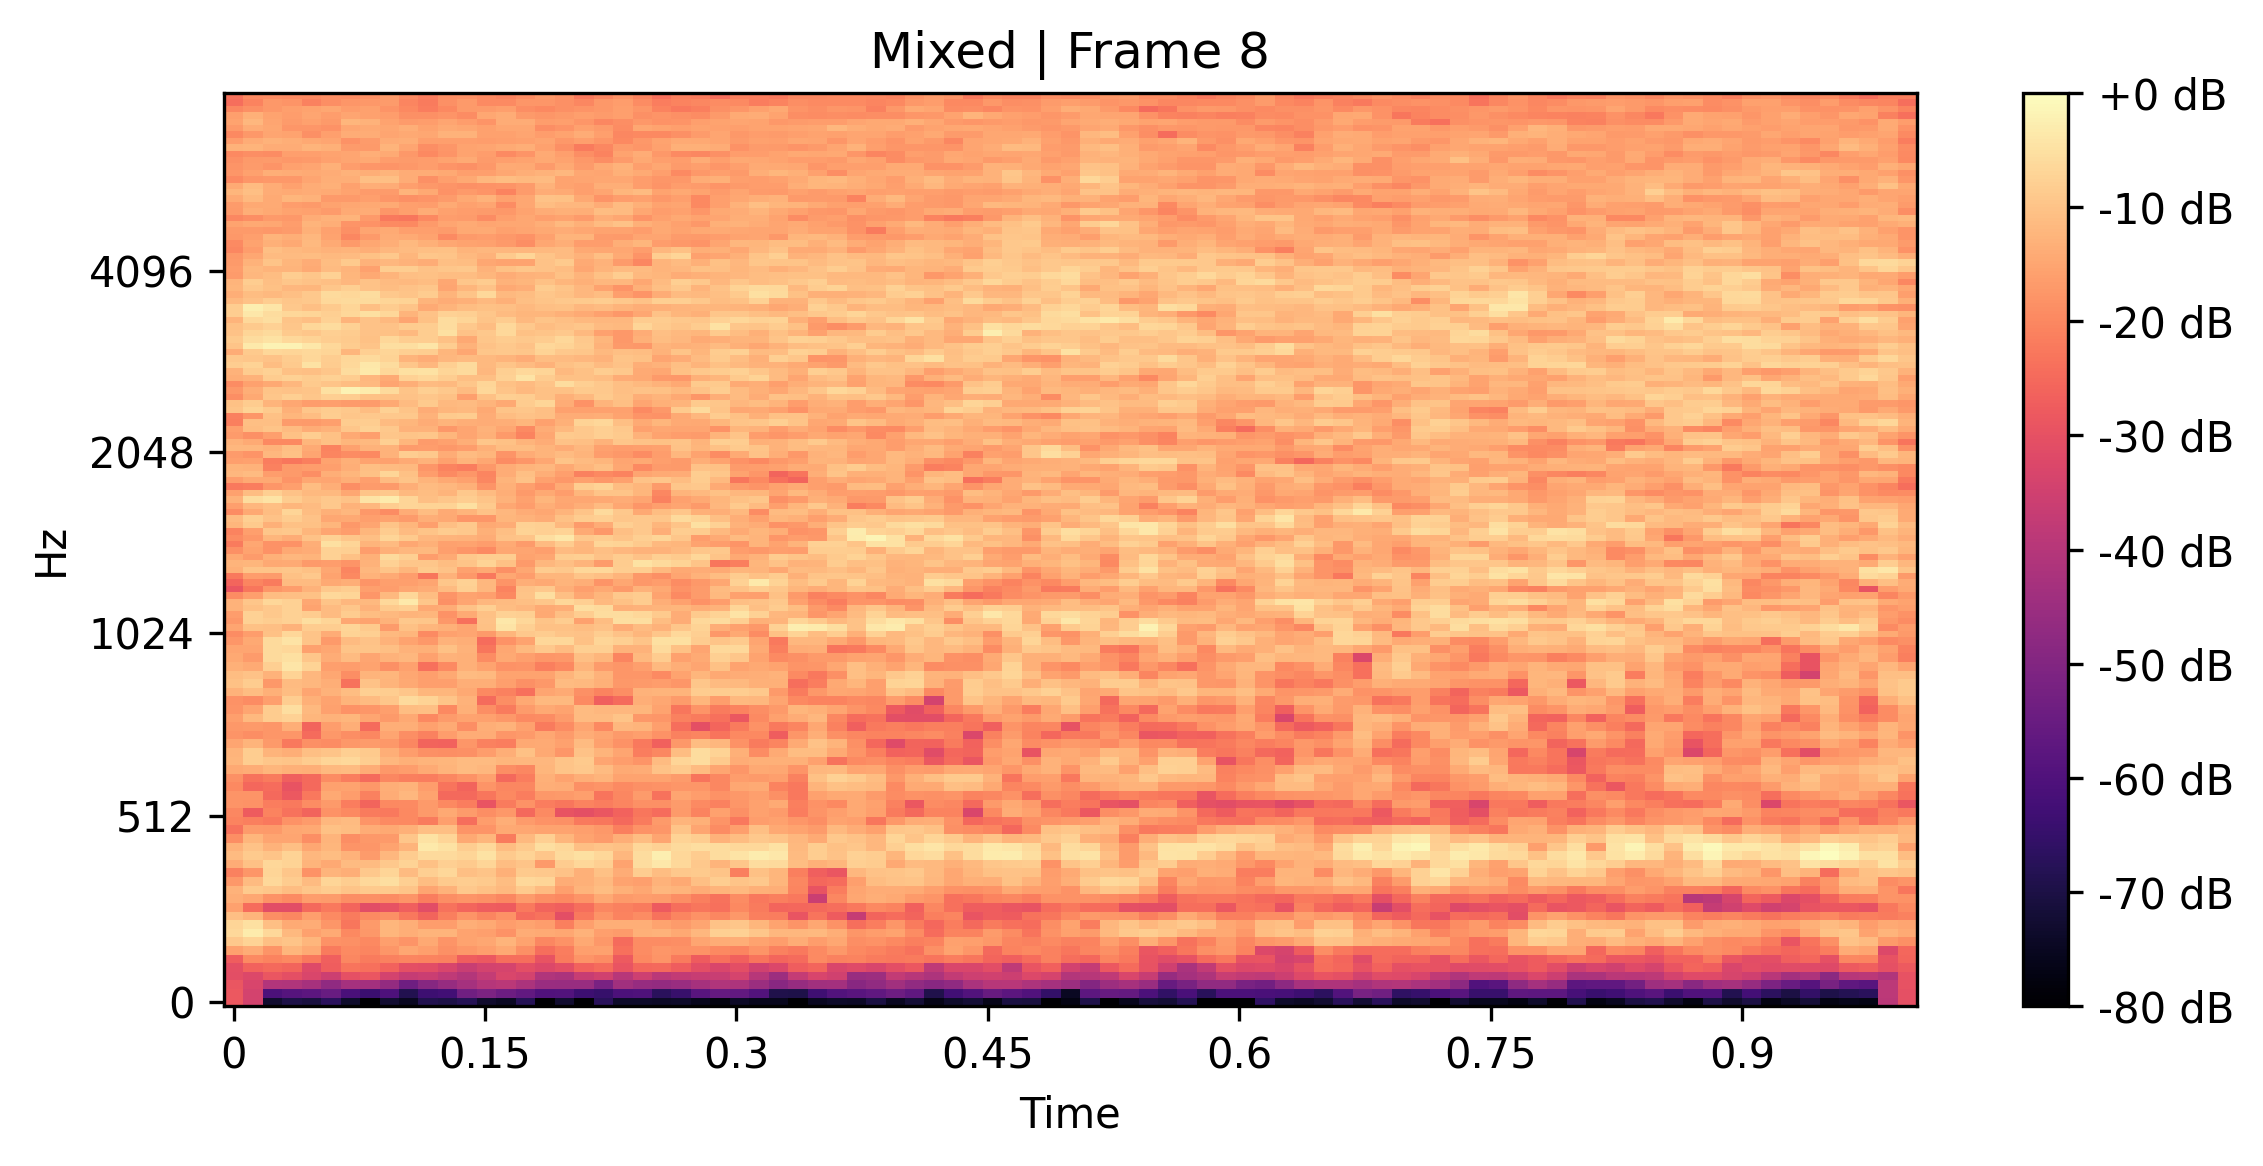 Mixed | Frame 8
+0 dB
-10 dB
-20 dB
-30 dB
-40 dB
-50 dB
-60 dB
-70 dB
-80 dB
4096
2048
1024
512
0
Hz
0 0.15 0.3 0.45 0.6 0.75 0.9
Time